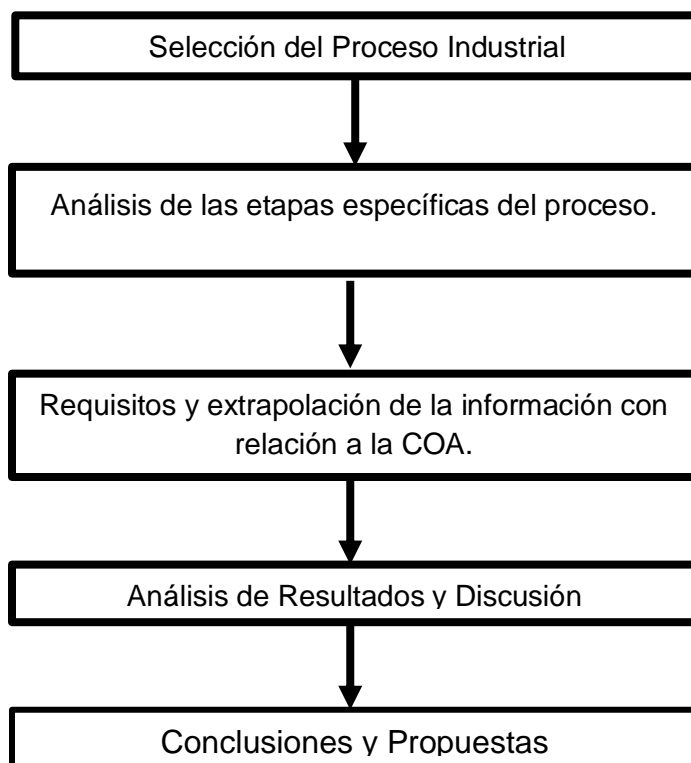 Selección del Proceso Industrial
Análisis de las etapas específicas del proceso.
Requisitos y extrapolación de la información con
relación a la COA.
Análisis de Resultados y Discusión
Conclusiones y Propuestas